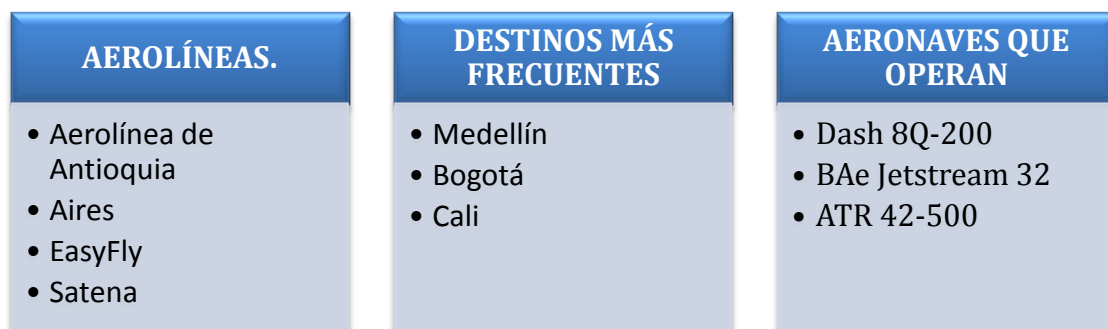 AEROLÍNEAS.
• Aerolínea de
Antioquia
• Aires
• EasyFly
• Satena
DESTINOS MÁS
FRECUENTES
• Medellín
• Bogotá
• Cali
AERONAVES QUE
OPERAN
• Dash 8Q-200
• BAe Jetstream 32
• ATR 42-500